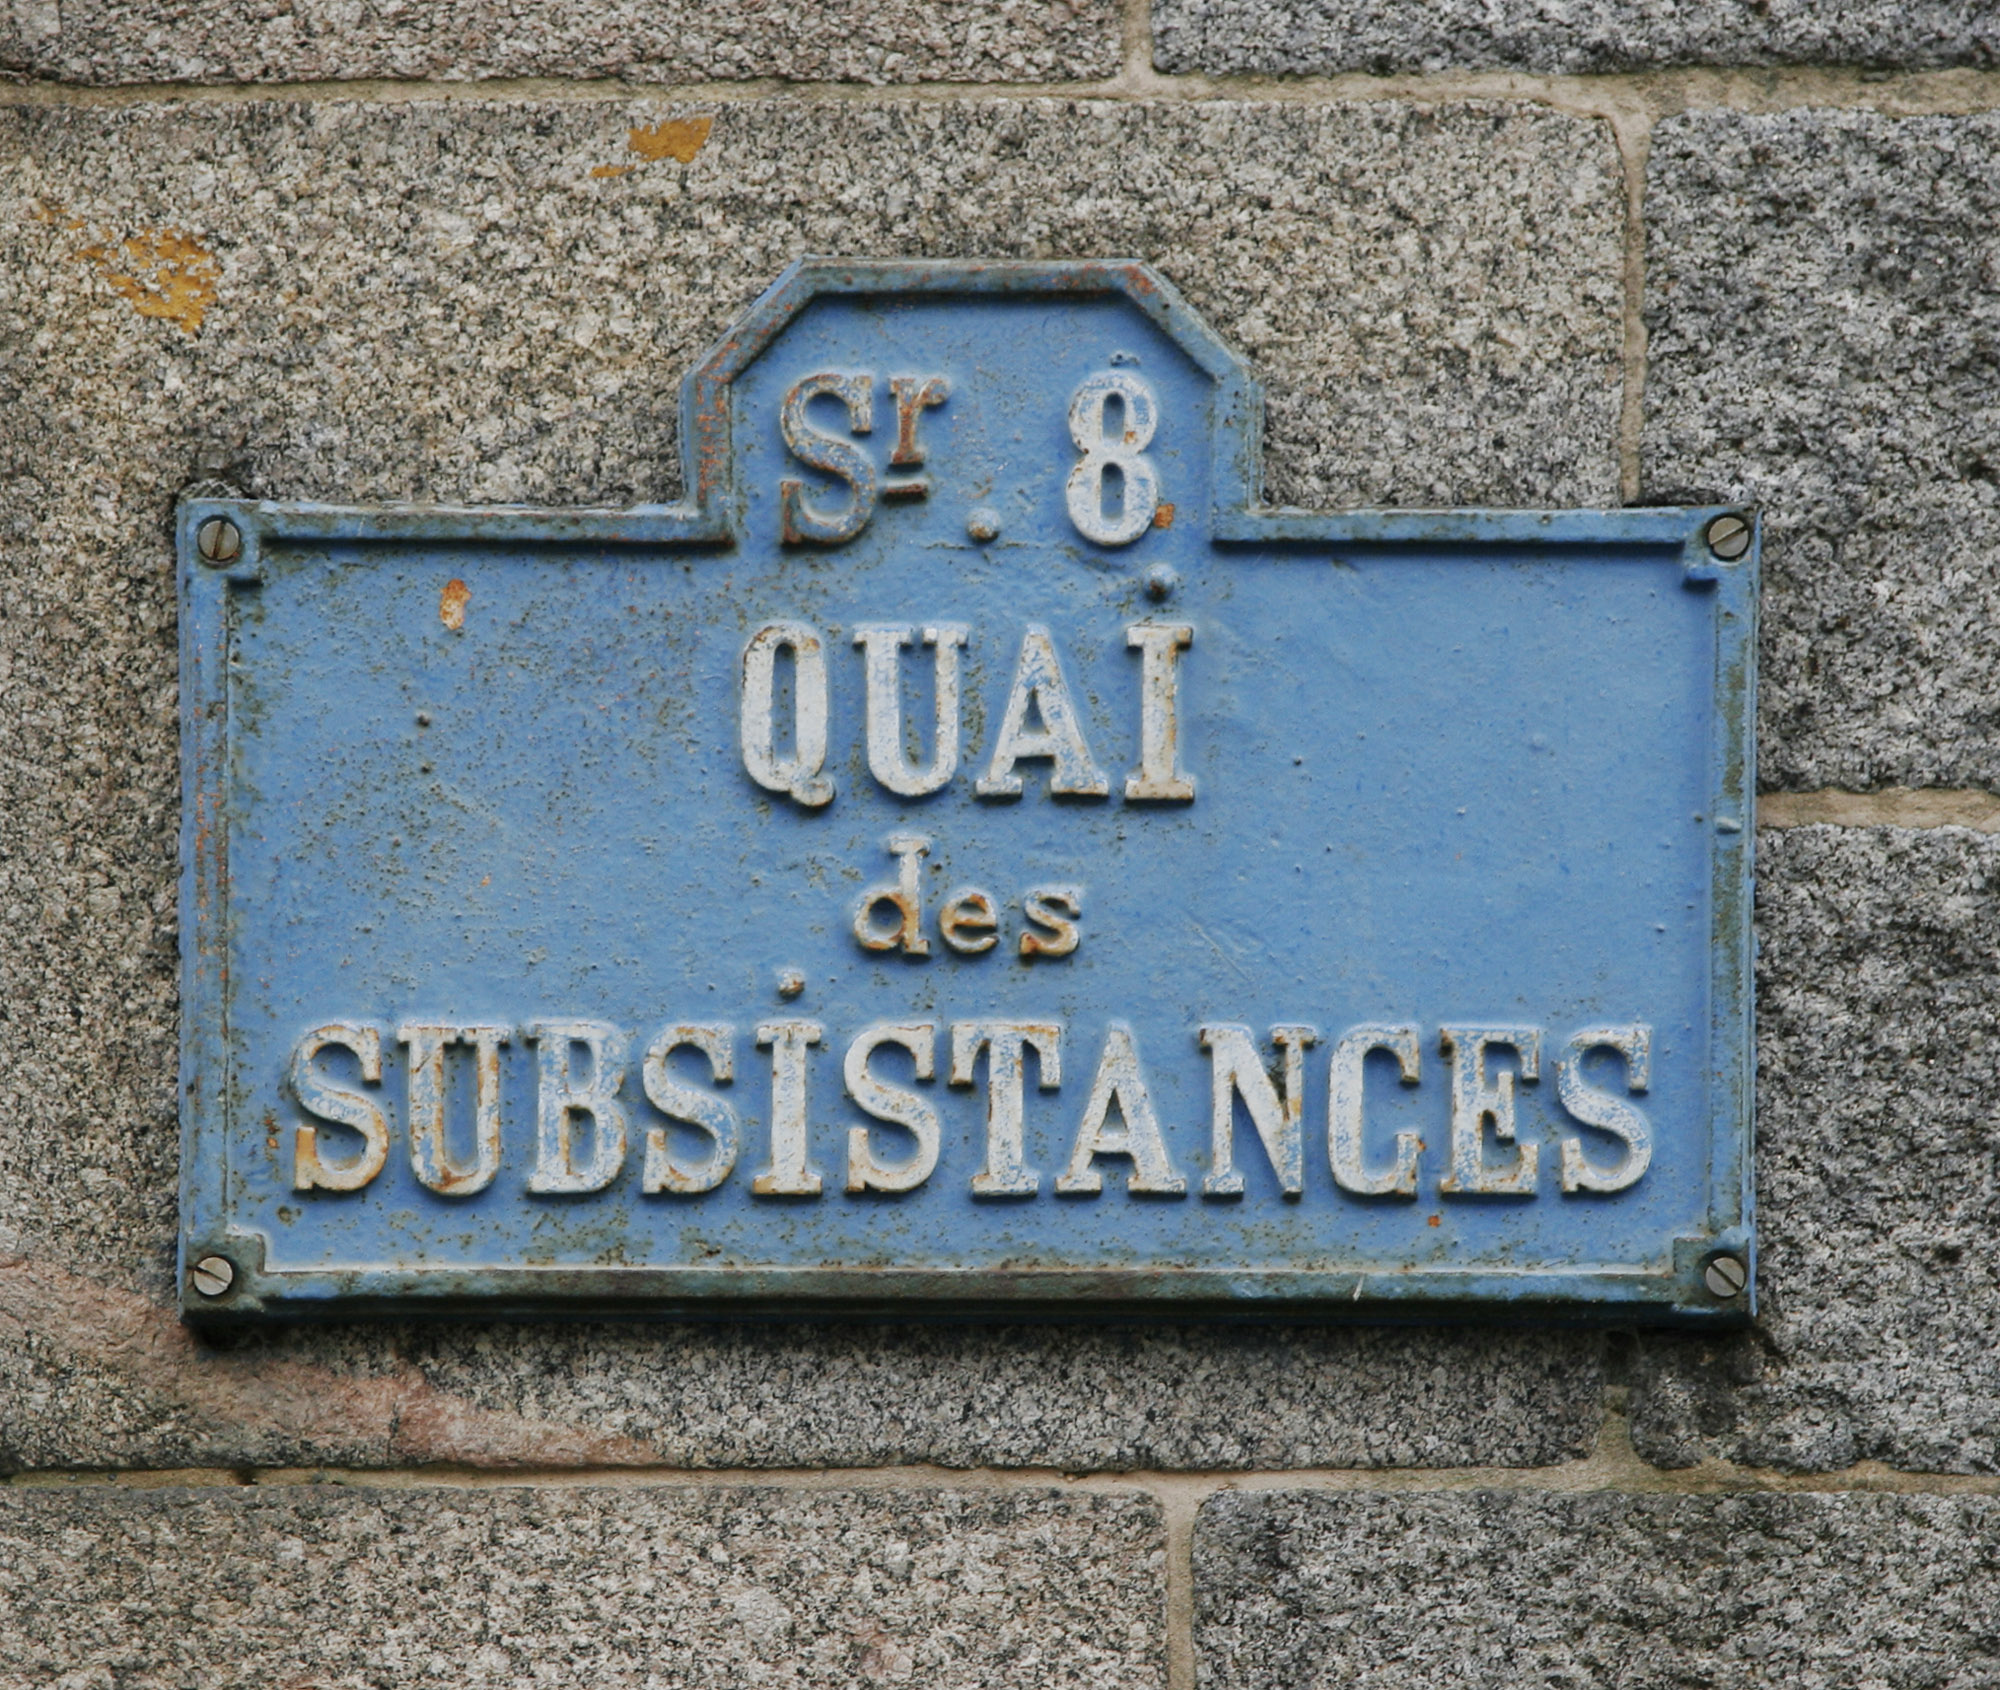 Sr. 8
QUAi
des
SUBSiSTANCES